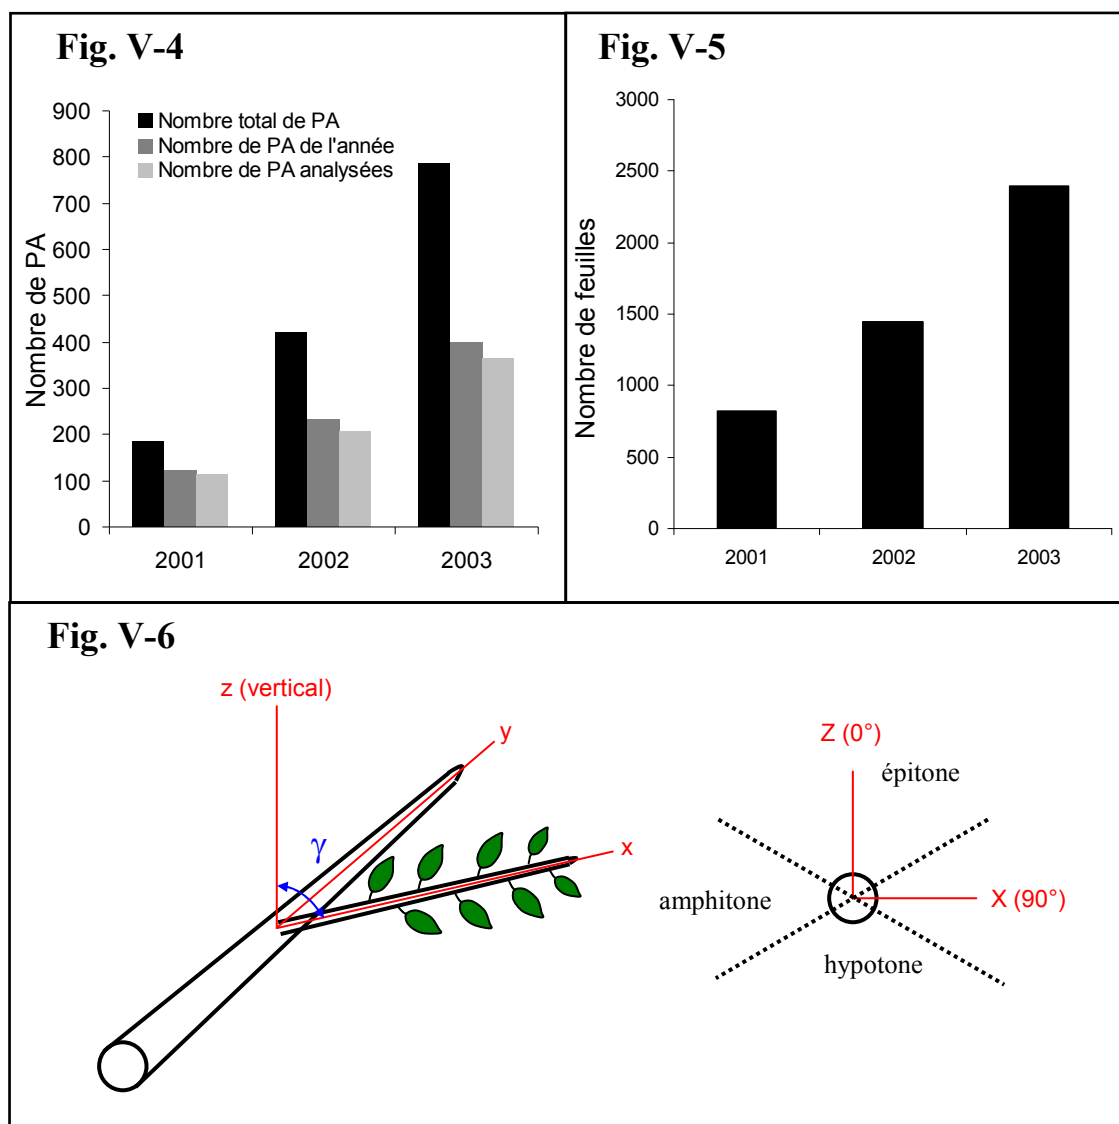 Fig. V-4
900
800
700
600
500
400
300
200
100
0
Nombre de PA
Nombre total de PA
Nombre de PA de l'année
Nombre de PA analysées
2001 2002 2003
Fig. V-5
3000
2500
2000
1500
1000
500
0
Nombre de feuilles
2001 2002 2003
Fig. V-6
z (vertical)
y
γ
x
Z (0°)
épitone
amphitone
X (90°)
hypotone